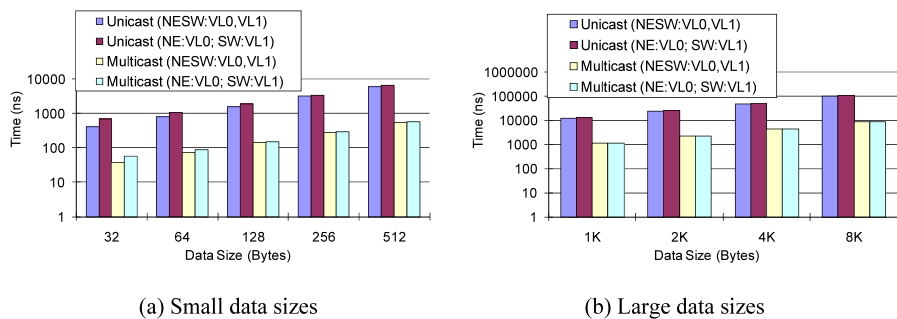 Unicast (NESW:VL0,VL1)
Unicast (NE:VL0; SW:VL1)
Multicast (NESW:VL0,VL1)
Multicast (NE:VL0; SW:VL1)
Time (ns)
10000
1000
100
10
1
32 64 128 256 512
Data Size (Bytes)
(a) Small data sizes
Unicast (NESW:VL0,VL1)
Unicast (NE:VL0; SW:VL1)
Multicast (NESW:VL0,VL1)
Multicast (NE:VL0; SW:VL1)
Time (ns)
1000000
100000
10000
1000
100
10
1
1K 2K 4K 8K
Data Size (Bytes)
(b) Large data sizes